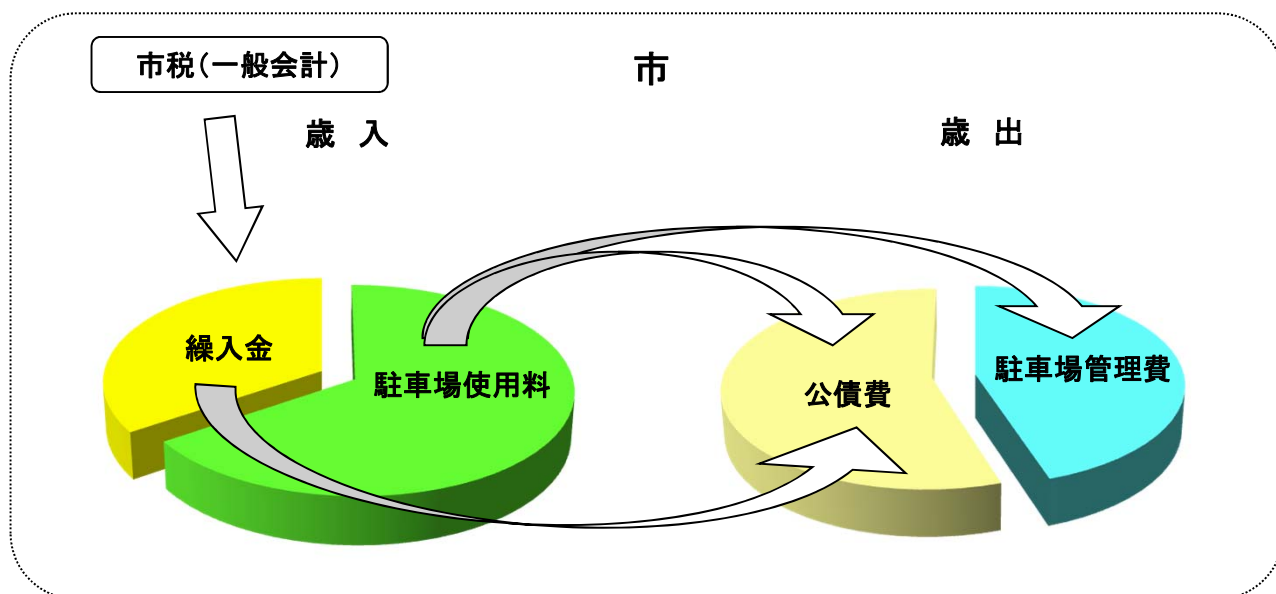 市税（一般会計）
市
歳 入
歳 出
繰入金
駐車場使用料
公債費
駐車場管理費